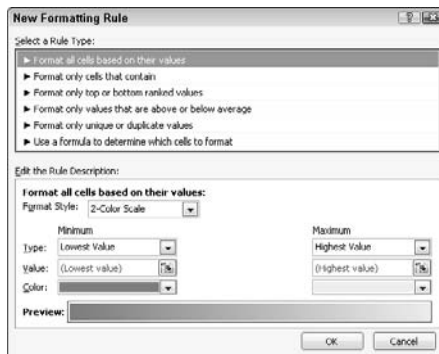 New Formatting Rule
Select a Rule Type:
► Format all cells based on their values
► Format only cells that contain
► Format only top or bottom ranked values
► Format only values that are above or below average
► Format only unique or duplicate values
► Use a formula to determine which cells to format
Edit the Rule Description:
Format all cells based on their values:
Format Style: 2-Color Scale
Minimum Maximum
Type: Lowest Value Highest Value
Value: (Lowest value) (Highest value)
Color:
Preview:
OK Cancel